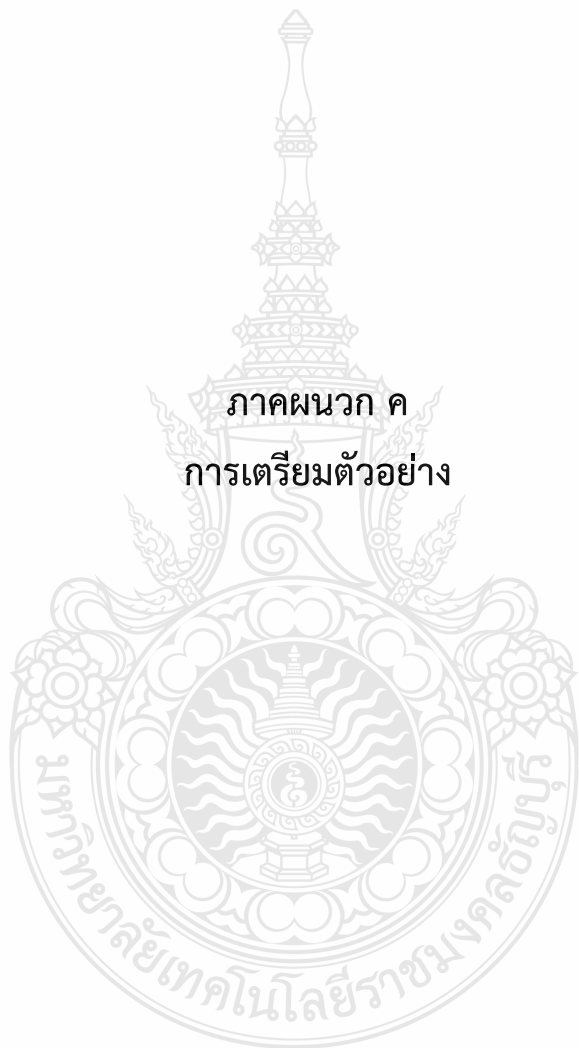 ภาคผนวก ค
การเตรียมตัวอย่าง
มหาวิทยาลัยเทคโนโลยีราชมงคลธัญบุรี